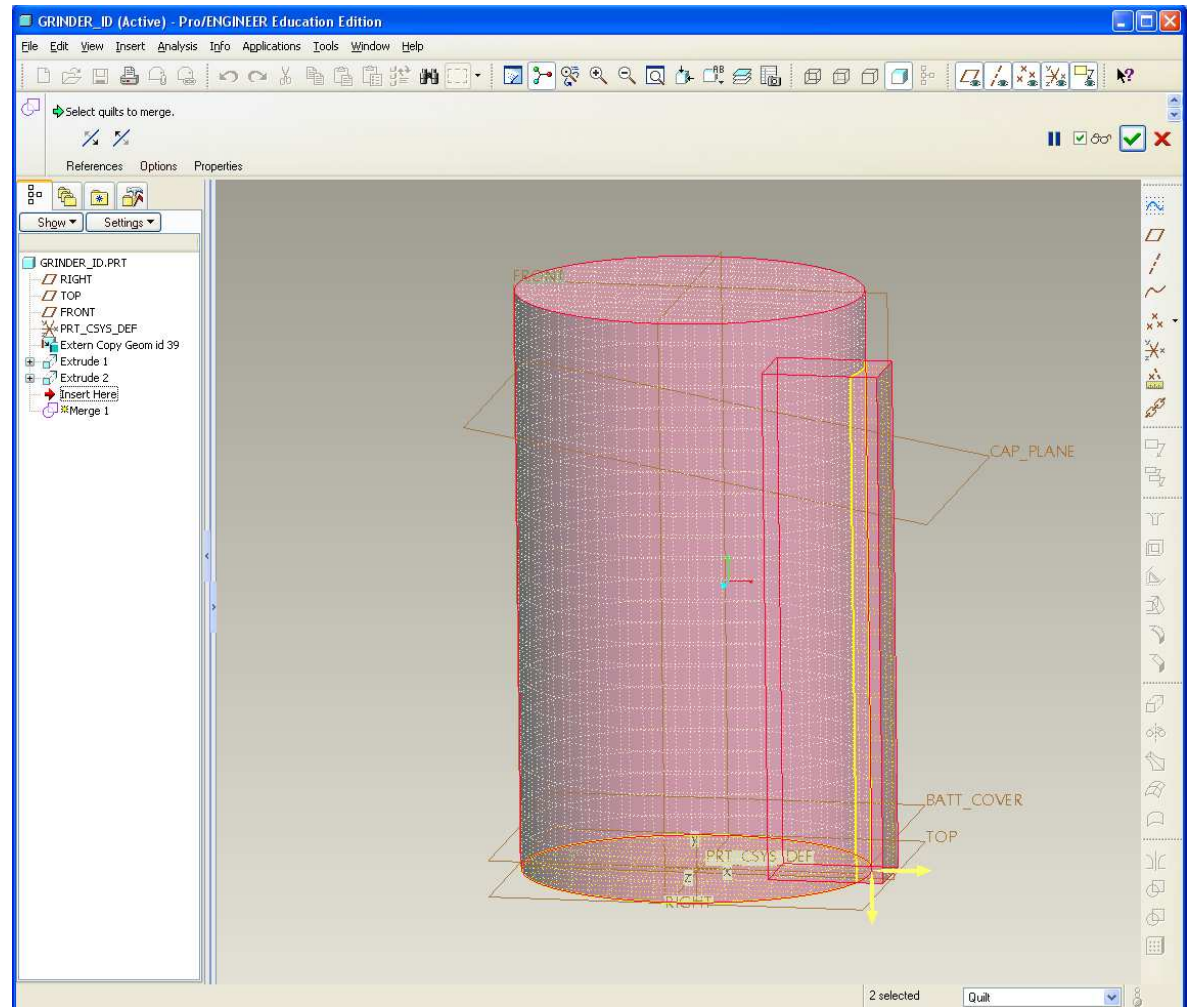 GRINDER_ID (Active) - Pro/ENGINEER Education Edition
File Edit View Insert Analysis Info Applications Tools Window Help
Select quilts to merge.
References Options Properties
Show Settings
GRINDER_ID.PRT
RIGHT
TOP
FRONT
PRT_CSYS_DEF
Extern Copy Geom id 39
Extrude 1
Extrude 2
Insert Here
Merge 1
FRONT
CAP_PLANE
BATT_COVER
TOP
Y
PRT_CSYS_DEF
Z X
RIGHT
2 selected Quilt